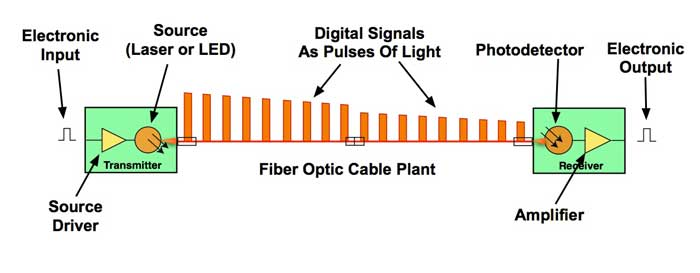 Electronic
Input
Source
(Laser or LED)
Digital Signals
As Pulses Of Light
Photodetector
Electronic
Output
Transmitter
Receiver
Fiber Optic Cable Plant
Source
Driver
Amplifier